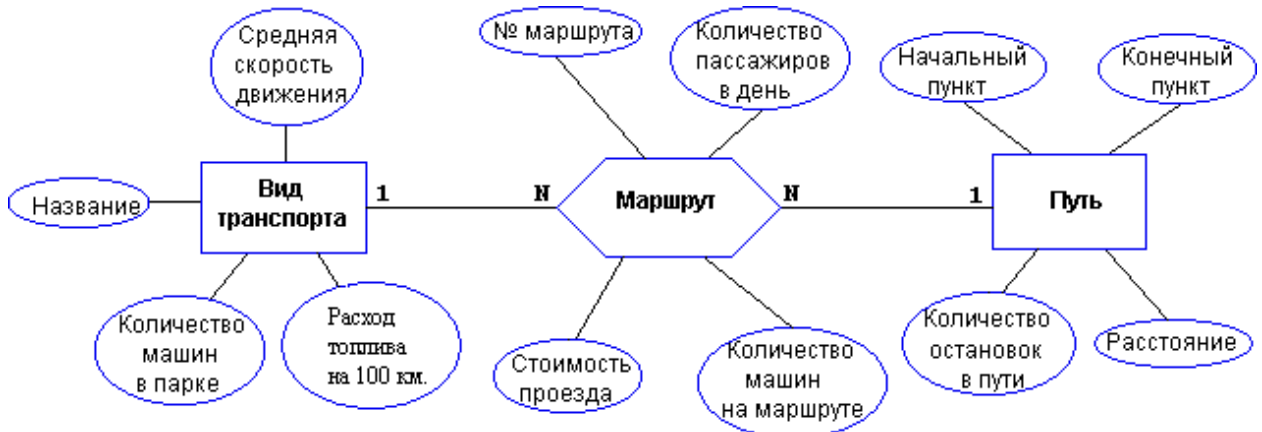 Средняя
скорость
движения
№ маршрута
Количество
пассажиров
в день
Начальный
пункт
Конечный
пункт
Название
Вид
транспорта
1
N
Маршрут
N
1
Путь
Количество
машин
в парке
Расход
топлива
на 100 км.
Стоимость
проезда
Количество
машин
на маршруте
Количество
остановок
в пути
Расстояние